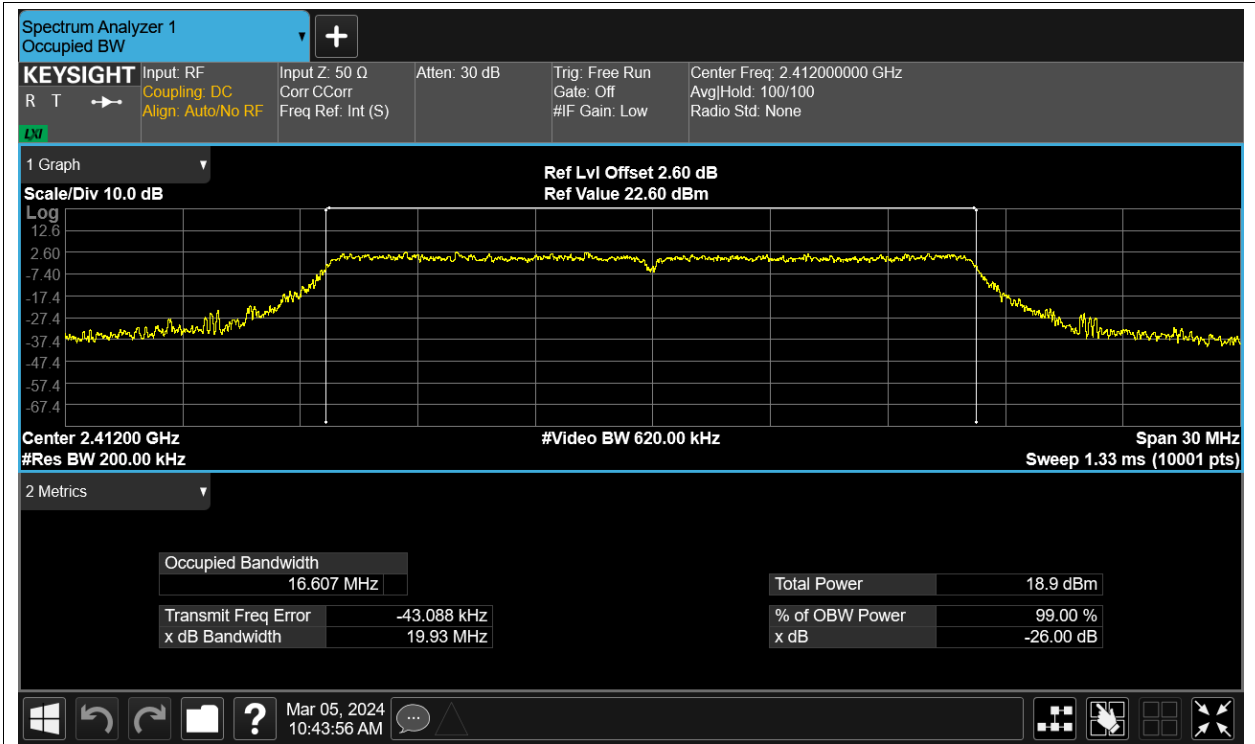 Spectrum Analyzer 1
Occupied BW
+
KEYSIGHT
R T
LXI
Input: RF
Coupling: DC
Align: Auto/No RF
Input Z: 50 Ω
Corr CCorr
Freq Ref: Int (S)
Atten: 30 dB
Trig: Free Run
Gate: Off
#IF Gain: Low
Center Freq: 2.412000000 GHz
Avg|Hold: 100/100
Radio Std: None
1 Graph
Scale/Div 10.0 dB
Ref Lvl Offset 2.60 dB
Ref Value 22.60 dBm
Log
12.6
2.60
-7.40
-17.4
-27.4
-37.4
-47.4
-57.4
-67.4
Center 2.41200 GHz
#Video BW 620.00 kHz
Span 30 MHz
#Res BW 200.00 kHz
Sweep 1.33 ms (10001 pts)
2 Metrics
Occupied Bandwidth
16.607 MHz
Transmit Freq Error -43.088 kHz
x dB Bandwidth 19.93 MHz
Total Power 18.9 dBm
% of OBW Power 99.00 %
x dB -26.00 dB
?
Mar 05, 2024
10:43:56 AM